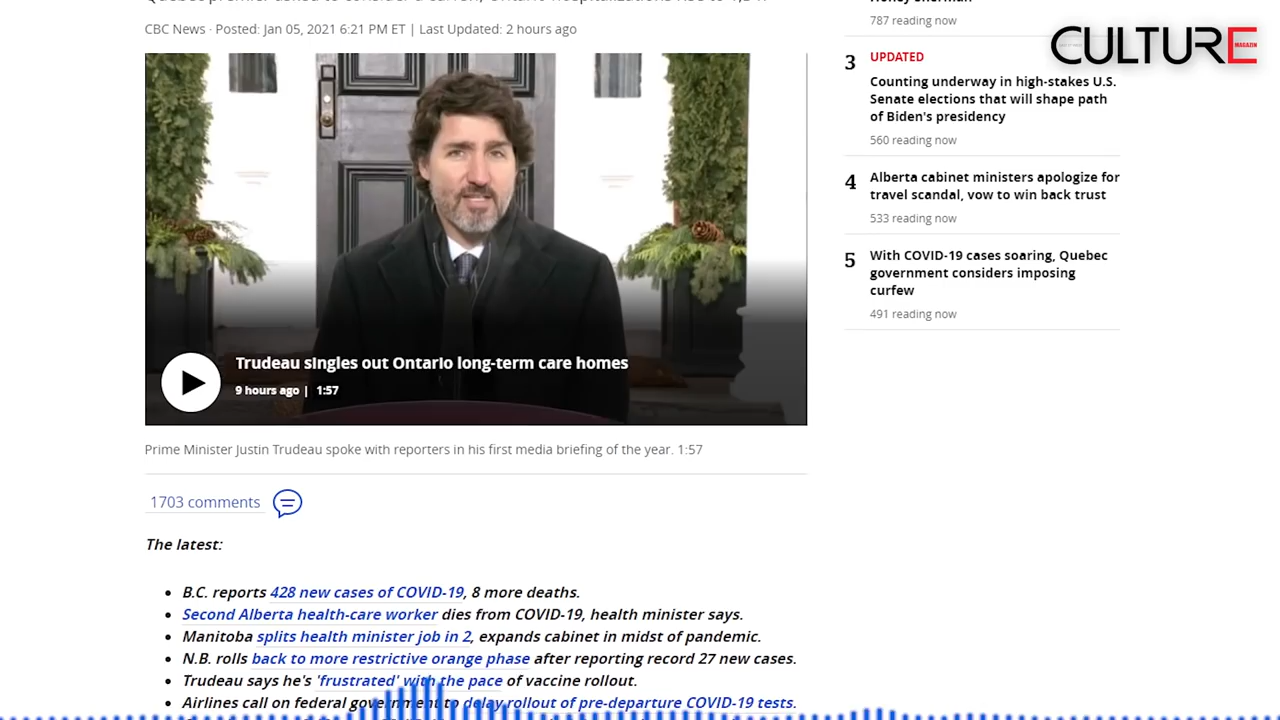 CBC News · Posted: Jan 05, 2021 6:21 PM ET | Last Updated: 2 hours ago
Trudeau singles out Ontario long-term care homes
9 hours ago | 1:57
Prime Minister Justin Trudeau spoke with reporters in his first media briefing of the year. 1:57
1703 comments
The latest:
• B.C. reports 428 new cases of COVID-19, 8 more deaths.
• Second Alberta health-care worker dies from COVID-19, health minister says.
• Manitoba splits health minister job in 2, expands cabinet in midst of pandemic.
• N.B. rolls back to more restrictive orange phase after reporting record 27 new cases.
• Trudeau says he's 'frustrated' with the pace of vaccine rollout.
• Airlines call on federal government to delay rollout of pre-departure COVID-19 tests.
787 reading now
3 UPDATED
Counting underway in high-stakes U.S.
Senate elections that will shape path
of Biden's presidency
560 reading now
4 Alberta cabinet ministers apologize for
travel scandal, vow to win back trust
533 reading now
5 With COVID-19 cases soaring, Quebec
government considers imposing
curfew
491 reading now
CULTURE
MAGAZIN